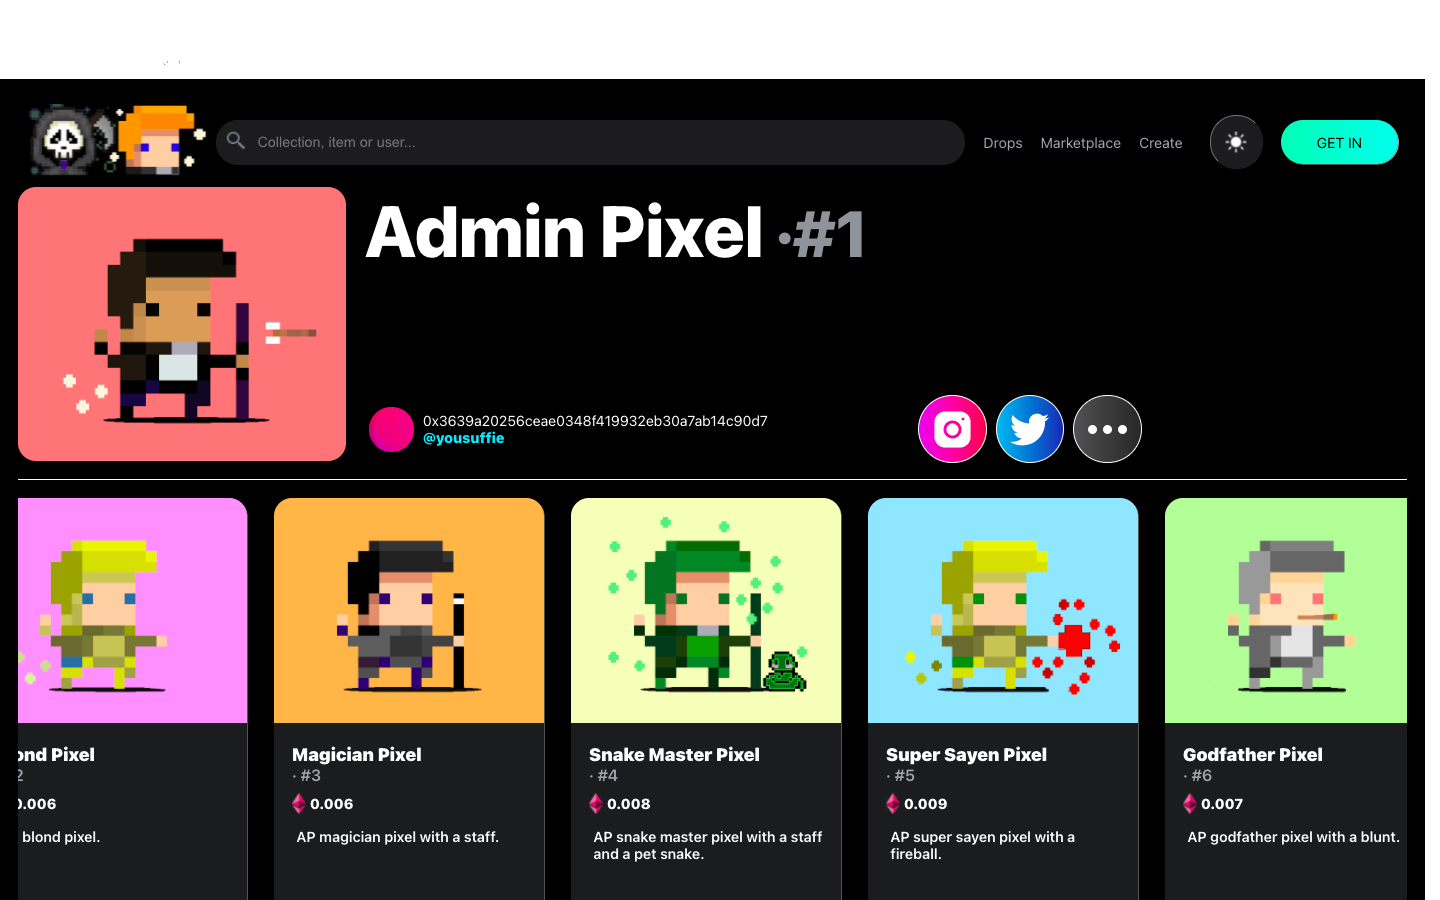 Collection, item or user...
Drops
Marketplace
Create
GET IN
Admin Pixel ·#1
0x3639a20256ceae0348f419932eb30a7ab14c90d7
@yousuffie
ond Pixel
2
0.006
blond pixel.
Magician Pixel
· #3
0.006
AP magician pixel with a staff.
Snake Master Pixel
· #4
0.008
AP snake master pixel with a staff
and a pet snake.
Super Sayen Pixel
· #5
0.009
AP super sayen pixel with a
fireball.
Godfather Pixel
· #6
0.007
AP godfather pixel with a blunt.